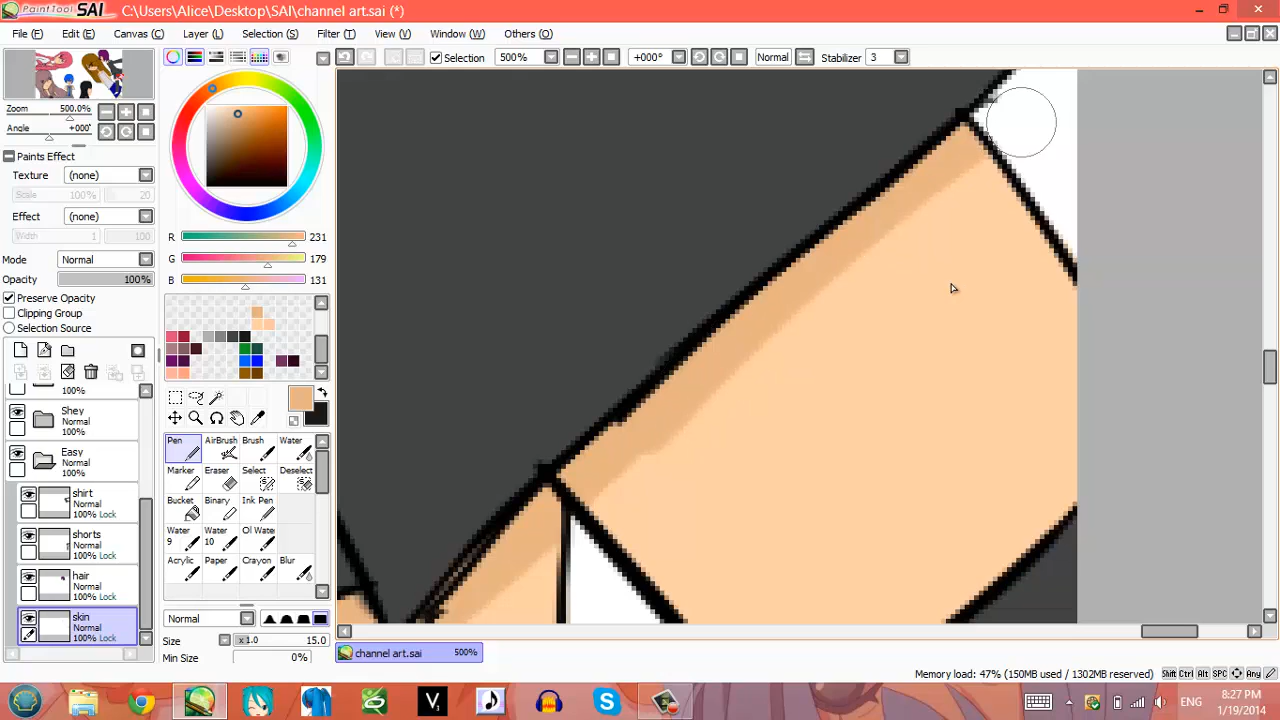 PaintTool SAI C:\Users\Alice\Desktop\SAI\channel art.sai (*)
File (F) Edit (E) Canvas (C) Layer (L) Selection (S) Filter (T) View (V) Window (W) Others (O)
Selection 500% +000° Normal Stabilizer 3
Zoom 500.0%
Angle +000°
Paints Effect
Texture (none)
Scale 100% 20
Effect (none)
Width 1 100
Mode Normal
Opacity 100%
Preserve Opacity
Clipping Group
Selection Source
100%
Shey
Normal
100%
Easy
Normal
100%
shirt
Normal
100% Lock
shorts
Normal
100% Lock
hair
Normal
100% Lock
skin
Normal
100% Lock
R 231
G 179
B 131
Pen AirBrush Brush Water
Marker Eraser Select Deselect
Bucket Binary Ink Pen
Water 9 Water 10 Oil Water
Acrylic Paper Crayon Blur
Normal
Size x1.0 15.0
Min Size 0%
channel art.sai 500%
Memory load: 47% (150MB used / 1302MB reserved) Shift Ctrl Alt SPC Any
ENG 8:27 PM
1/19/2014